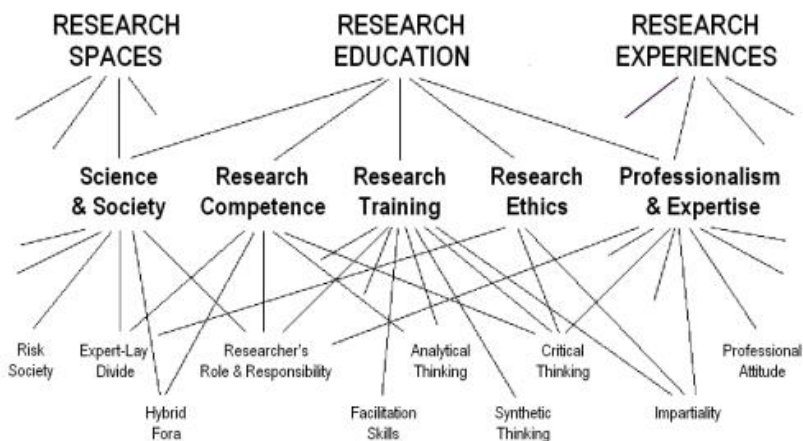 RESEARCH
SPACES
RESEARCH
EDUCATION
RESEARCH
EXPERIENCES
Science
& Society
Research
Competence
Research
Training
Research
Ethics
Professionalism
& Expertise
Risk
Society
Expert-Lay
Divide
Researcher's
Role & Responsibility
Analytical
Thinking
Critical
Thinking
Professional
Attitude
Hybrid
Fora
Facilitation
Skills
Synthetic
Thinking
Impartiality